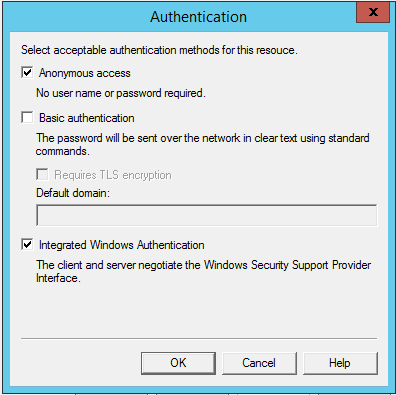 Authentication
x
Select acceptable authentication methods for this resouce.
Anonymous access
No user name or password required.
Basic authentication
The password will be sent over the network in clear text using standard
commands.
Requires TLS encryption
Default domain:
Integrated Windows Authentication
The client and server negotiate the Windows Security Support Provider
Interface.
OK Cancel Help